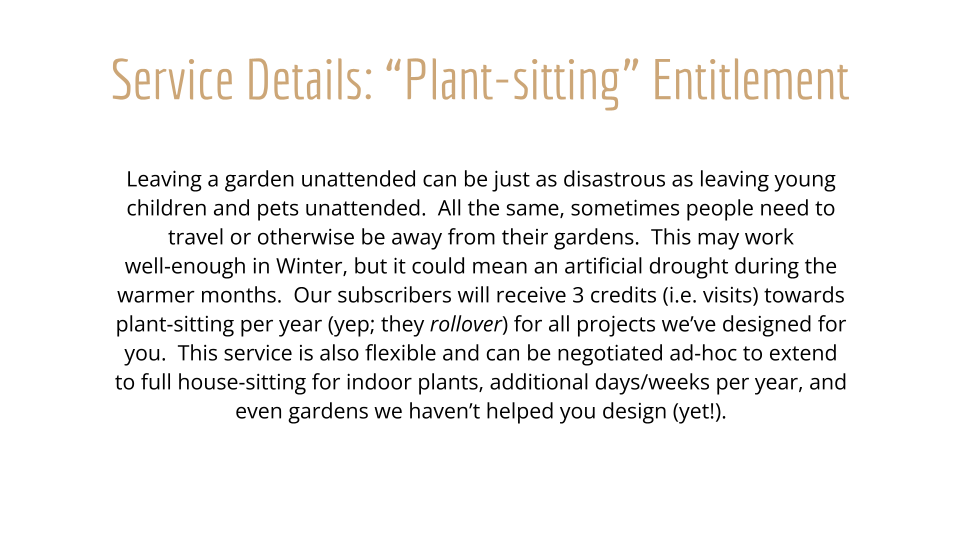 Service Details: “Plant-sitting” Entitlement
Leaving a garden unattended can be just as disastrous as leaving young
children and pets unattended.  All the same, sometimes people need to
travel or otherwise be away from their gardens.  This may work
well-enough in Winter, but it could mean an artificial drought during the
warmer months.  Our subscribers will receive 3 credits (i.e. visits) towards
plant-sitting per year (yep; they rollover) for all projects we’ve designed for
you.  This service is also flexible and can be negotiated ad-hoc to extend
to full house-sitting for indoor plants, additional days/weeks per year, and
even gardens we haven’t helped you design (yet!).